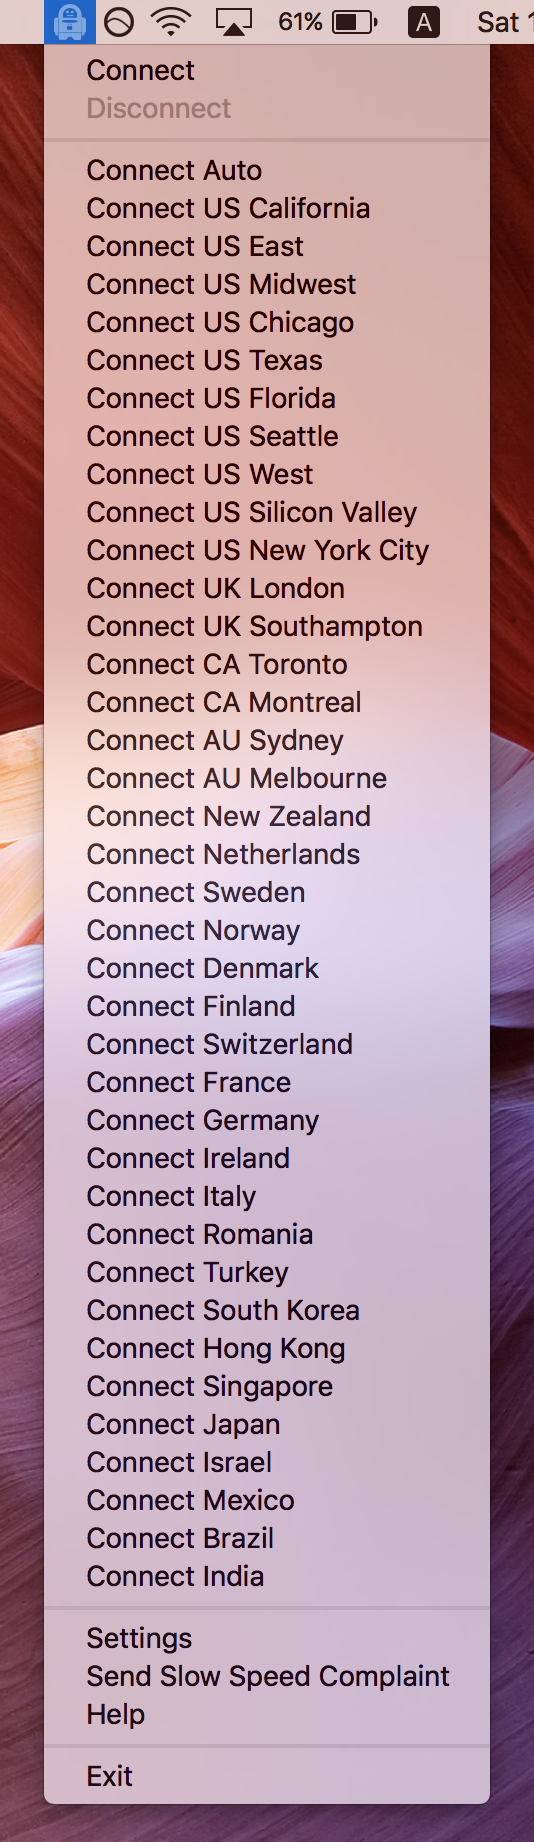 61%
A
Sat 1
Connect
Disconnect
Connect Auto
Connect US California
Connect US East
Connect US Midwest
Connect US Chicago
Connect US Texas
Connect US Florida
Connect US Seattle
Connect US West
Connect US Silicon Valley
Connect US New York City
Connect UK London
Connect UK Southampton
Connect CA Toronto
Connect CA Montreal
Connect AU Sydney
Connect AU Melbourne
Connect New Zealand
Connect Netherlands
Connect Sweden
Connect Norway
Connect Denmark
Connect Finland
Connect Switzerland
Connect France
Connect Germany
Connect Ireland
Connect Italy
Connect Romania
Connect Turkey
Connect South Korea
Connect Hong Kong
Connect Singapore
Connect Japan
Connect Israel
Connect Mexico
Connect Brazil
Connect India
Settings
Send Slow Speed Complaint
Help
Exit